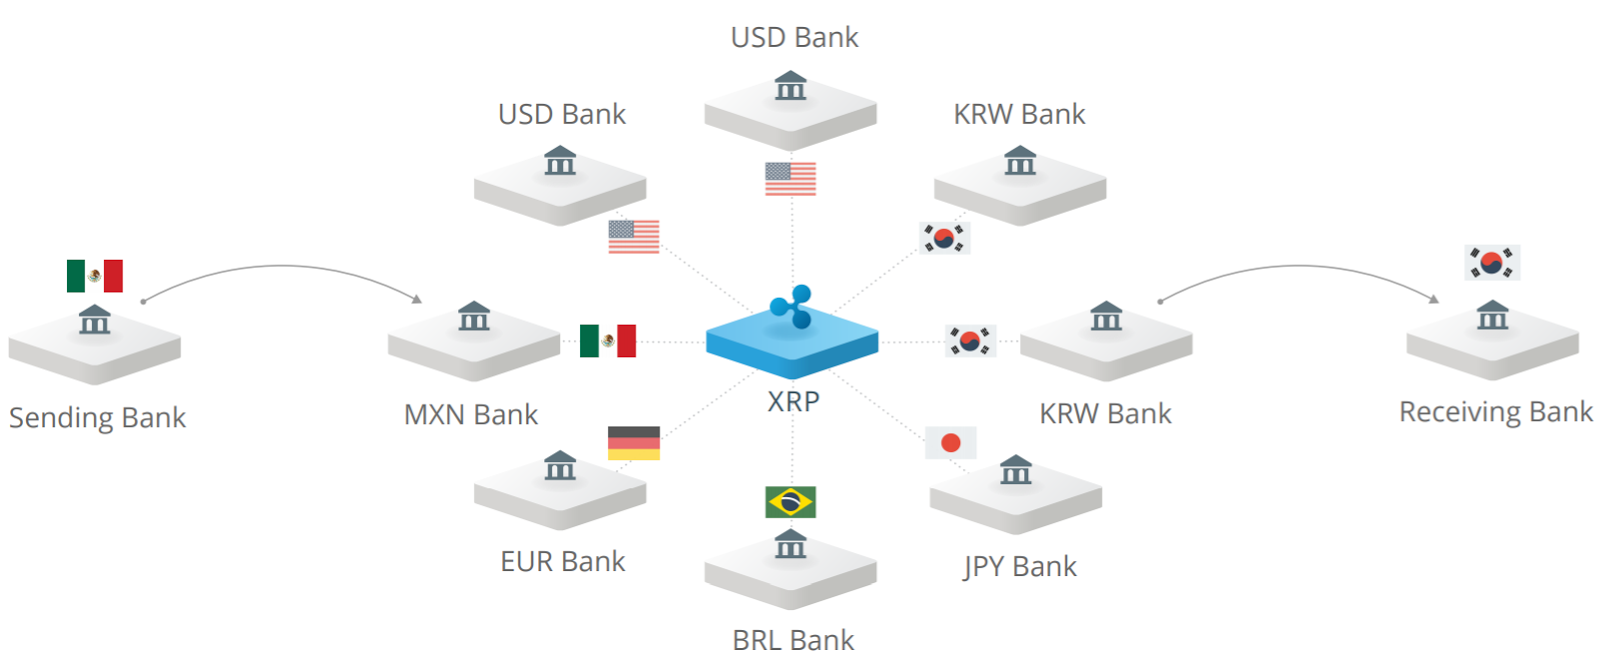 USD Bank
USD Bank
KRW Bank
Sending Bank
MXN Bank
XRP
KRW Bank
Receiving Bank
EUR Bank
JPY Bank
BRL Bank